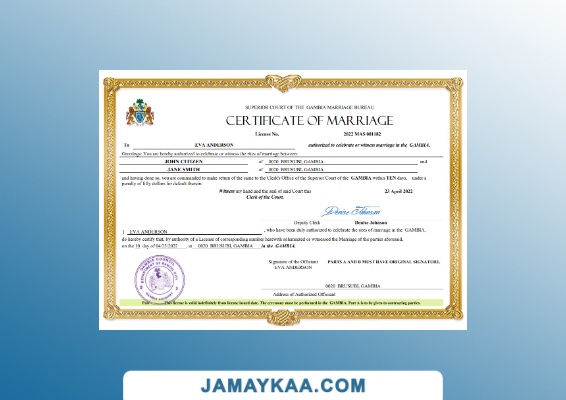 SUPERIOR COURT OF THE GAMBIA MARRIAGE BUREAU
CERTIFICATE OF MARRIAGE
License No. 2022 MAS 001182
To EVA ANDERSON authorized to celebrate or witness marriage in the GAMBIA.
Greetings: You are hereby authorized to celebrate or witness the rites of marriage between:
JOHN CITIZEN of 0020 BRUSUBI, GAMBIA and
JANE SMITH of 0020 BRUSUBI, GAMBIA
and having done so, you are commanded to make return of the same to the Clerk's Office of the Superior Court of the GAMBIA within TEN days, under a
penalty of fifty dollars for default therein.
Witness my hand and the seal of said Court this 23 April 2022
Clerk of the Court.
Denise Johnson
Deputy Clerk Denise Johnson
I EVA ANDERSON , who have been duly authorized to celebrate the rites of marriage in the GAMBIA,
do hereby certify that, by authority of a License of corresponding number herewith solemnized or witnessed the Marriage of the parties aforesaid,
on the 10 day of 04/23/2022 , at 0020 BRUSUBI, GAMBIA in the GAMBIA.
Signature of the Officiant PARTS A AND B MUST HAVE ORIGINAL SIGNATURE.
EVA ANDERSON
0020 BRUSUBI, GAMBIA
Address of Authorized Officiant
This license is valid indefinitely from license issued date. The ceremony must be performed in the GAMBIA. Part A is to be given to contracting parties.
JAMAYKAA.COM